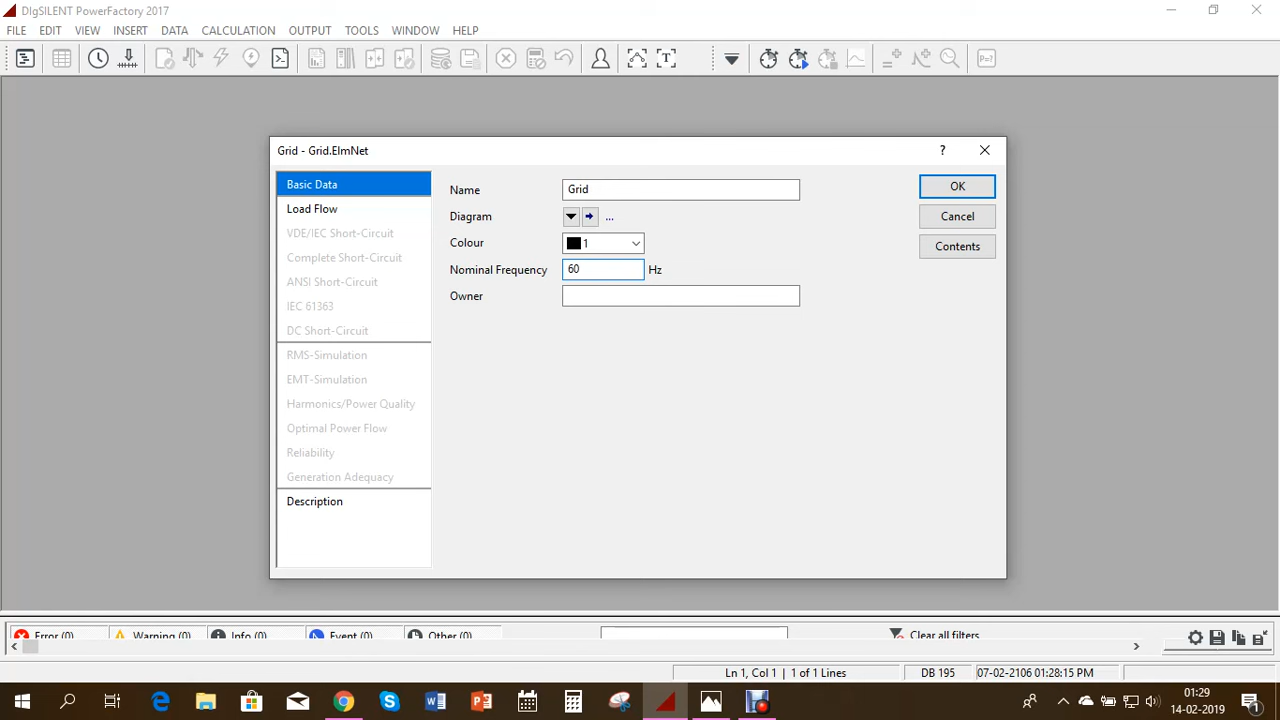 DIgSILENT PowerFactory 2017
FILE EDIT VIEW INSERT DATA CALCULATION OUTPUT TOOLS WINDOW HELP
Grid - Grid.ElmNet
?
Basic Data
Load Flow
VDE/IEC Short-Circuit
Complete Short-Circuit
ANSI Short-Circuit
IEC 61363
DC Short-Circuit
RMS-Simulation
EMT-Simulation
Harmonics/Power Quality
Optimal Power Flow
Reliability
Generation Adequacy
Description
Name Grid
Diagram ...
Colour 1
Nominal Frequency 60 Hz
Owner
OK
Cancel
Contents
Error (0) Warning (0) Info (0) Event (0) Other (0) Clear all filters
Ln 1, Col 1 1 of 1 Lines DB 195 07-02-2106 01:28:15 PM
01:29
14-02-2019
1